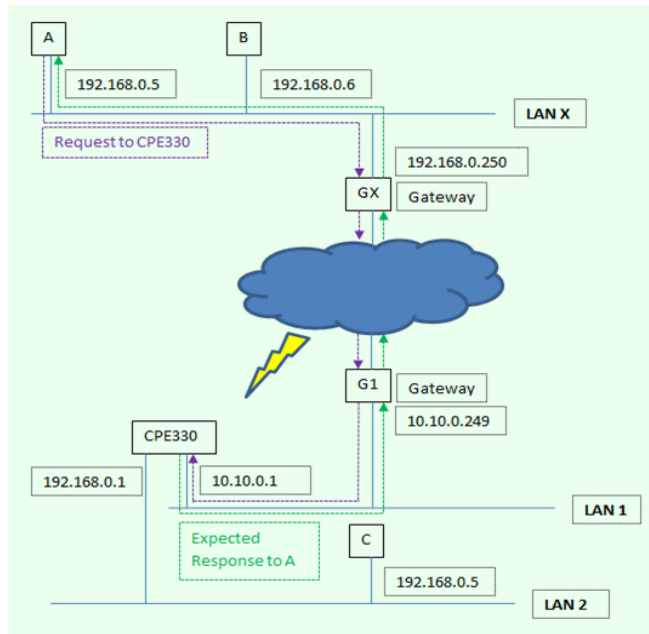 A
B
192.168.0.5
192.168.0.6
LAN X
Request to CPE330
192.168.0.250
GX
Gateway
G1
Gateway
10.10.0.249
CPE330
192.168.0.1
10.10.0.1
LAN 1
Expected
Response to A
C
192.168.0.5
LAN 2